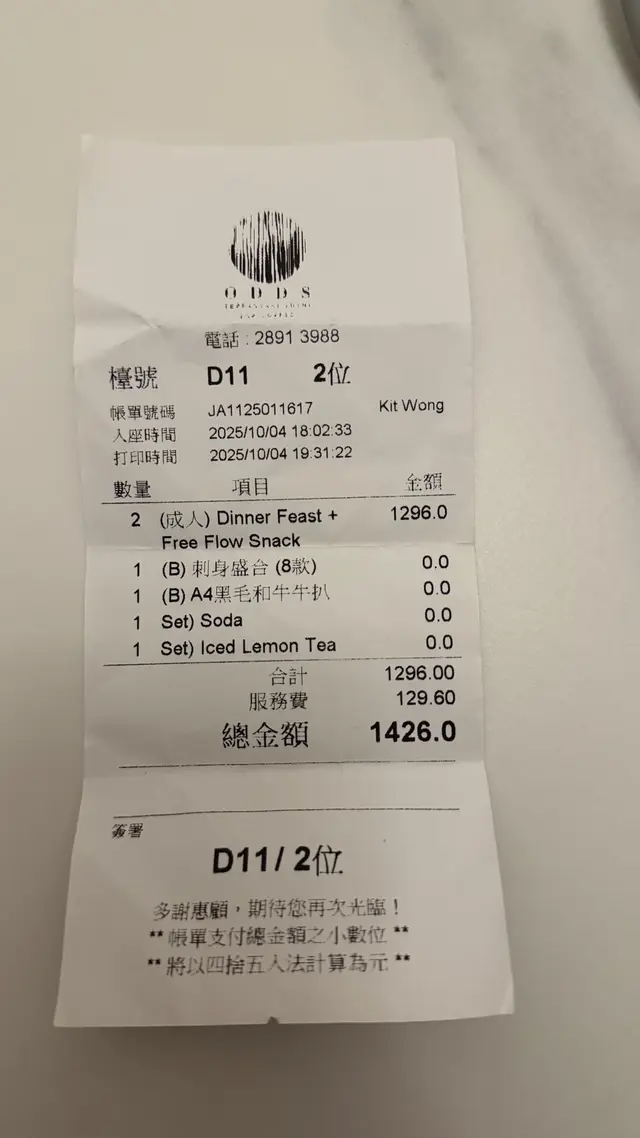 ODDS
電話 : 2891 3988
檯號 D11 2位
帳單號碼 JA1125011617 Kit Wong
入座時間 2025/10/04 18:02:33
打印時間 2025/10/04 19:31:22
數量 項目 金額
2 (成人) Dinner Feast + 1296.0
Free Flow Snack
1 (B) 刺身盛台 (8款) 0.0
1 (B) A4黑毛和牛牛扒 0.0
1 Set) Soda 0.0
1 Set) Iced Lemon Tea 0.0
合計 1296.00
服務費 129.60
總金額 1426.0
簽署
D11/ 2位
多謝惠顧，期待您再次光臨！
** 帳單支付總金額之小數位 **
** 將以四捨五入法計算為元 **